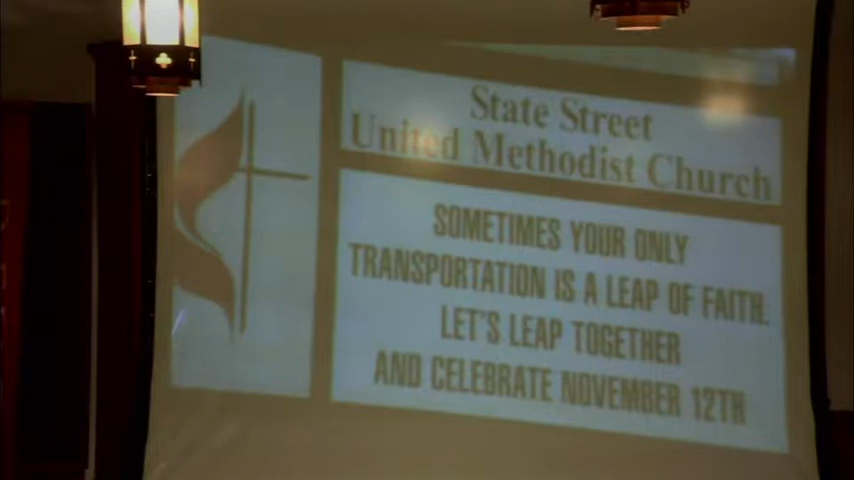 State Street
United Methodist Church
SOMETIMES YOUR ONLY
TRANSPORTATION IS A LEAP OF FAITH.
LET'S LEAP TOGETHER
AND CELEBRATE NOVEMBER 12TH